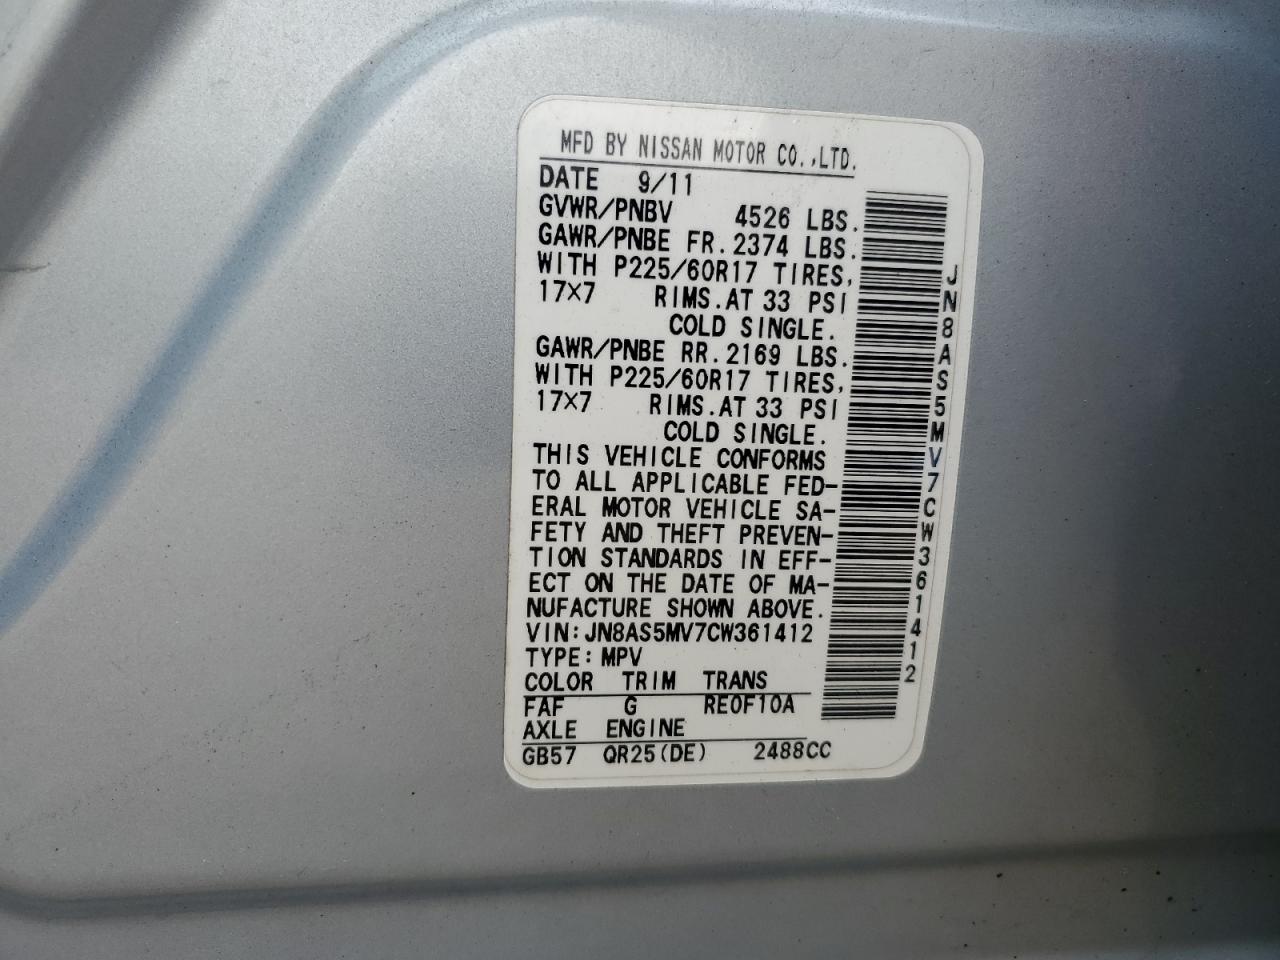 MFD BY NISSAN MOTOR CO.,LTD.
DATE 9/11
GVWR/PNBV 4526 LBS.
GAWR/PNBE FR.2374 LBS.
WITH P225/60R17 TIRES,
17X7 RIMS.AT 33 PSI
COLD SINGLE.
GAWR/PNBE RR.2169 LBS.
WITH P225/60R17 TIRES,
17X7 RIMS.AT 33 PSI
COLD SINGLE.
THIS VEHICLE CONFORMS
TO ALL APPLICABLE FED-
ERAL MOTOR VEHICLE SA-
FETY AND THEFT PREVEN-
TION STANDARDS IN EFF-
ECT ON THE DATE OF MA-
NUFACTURE SHOWN ABOVE.
VIN:JN8AS5MV7CW361412
TYPE:MPV
COLOR TRIM TRANS
FAF G RE0F10A
AXLE ENGINE
GB57 QR25(DE) 2488CC
JN8AS5MV7CW361412